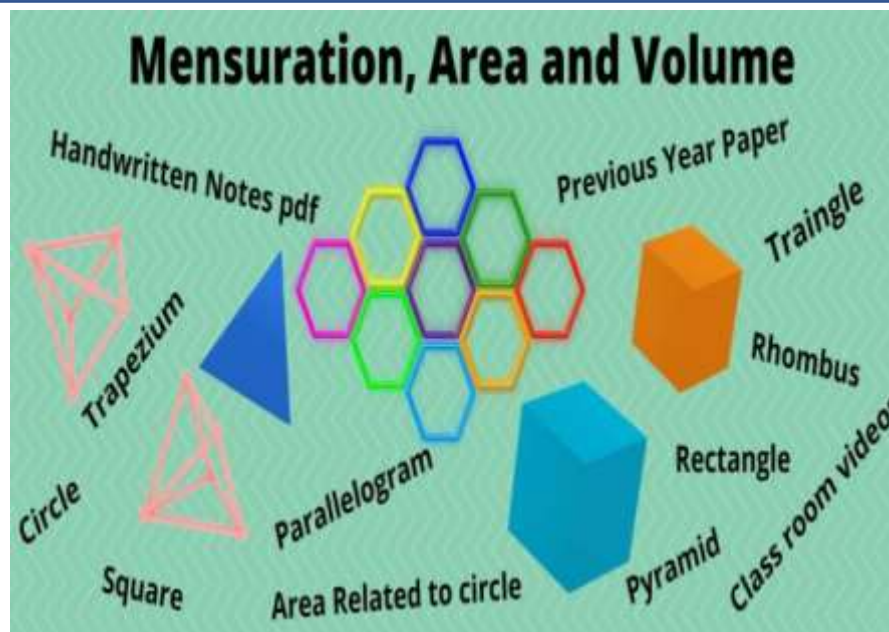 Mensuration, Area and Volume
Handwritten Notes pdf
Previous Year Paper
Traingle
Trapezium
Rhombus
Rectangle
Parallelogram
Circle
Class room video
Square
Area Related to circle
Pyramid